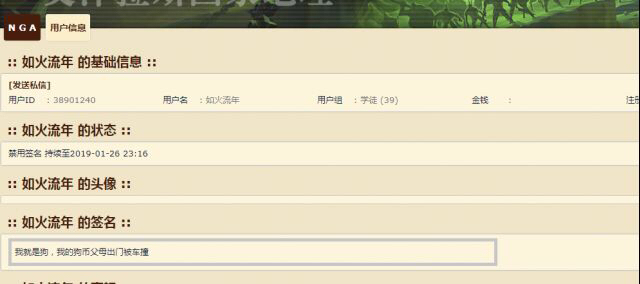 NGA 用户信息
:: 如火流年 的基础信息 ::
[发送私信]
用户ID : 38901240 用户名 : 如火流年 用户组 : 学徒 (39) 金钱 :
:: 如火流年 的状态 ::
禁用签名 持续至2019-01-26 23:16
:: 如火流年 的头像 ::
:: 如火流年 的签名 ::
我就是狗，我的狗币父母出门被车撞